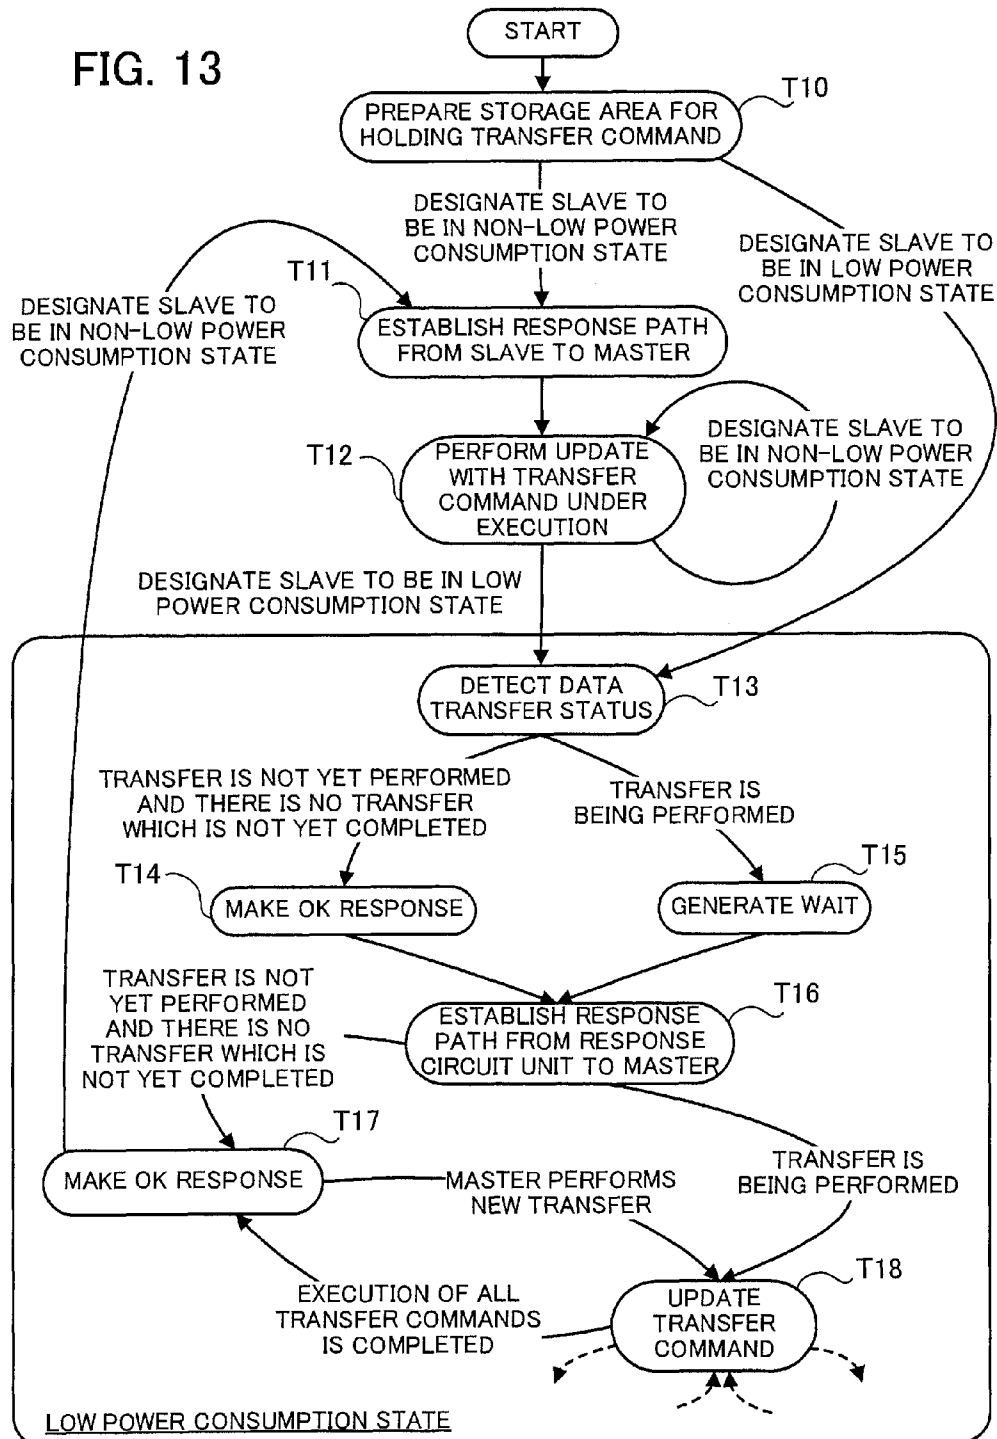 START
FIG. 13
T10
PREPARE STORAGE AREA FOR
HOLDING TRANSFER COMMAND
DESIGNATE SLAVE TO
BE IN NON-LOW POWER
CONSUMPTION STATE
DESIGNATE SLAVE TO
BE IN LOW POWER
CONSUMPTION STATE
T11
DESIGNATE SLAVE TO
BE IN NON-LOW POWER
CONSUMPTION STATE
ESTABLISH RESPONSE PATH
FROM SLAVE TO MASTER
T12
PERFORM UPDATE
WITH TRANSFER
COMMAND UNDER
EXECUTION
DESIGNATE SLAVE TO
BE IN NON-LOW POWER
CONSUMPTION STATE
DESIGNATE SLAVE TO BE IN LOW
POWER CONSUMPTION STATE
DETECT DATA
TRANSFER STATUS
T13
TRANSFER IS NOT YET PERFORMED
AND THERE IS NO TRANSFER
WHICH IS NOT YET COMPLETED
TRANSFER IS
BEING PERFORMED
T14
MAKE OK RESPONSE
T15
GENERATE WAIT
TRANSFER IS NOT
YET PERFORMED
AND THERE IS NO
TRANSFER WHICH IS
NOT YET COMPLETED
T16
ESTABLISH RESPONSE
PATH FROM RESPONSE
CIRCUIT UNIT TO MASTER
T17
MAKE OK RESPONSE
MASTER PERFORMS
NEW TRANSFER
TRANSFER IS
BEING PERFORMED
T18
UPDATE
TRANSFER
COMMAND
EXECUTION OF ALL
TRANSFER COMMANDS
IS COMPLETED
LOW POWER CONSUMPTION STATE